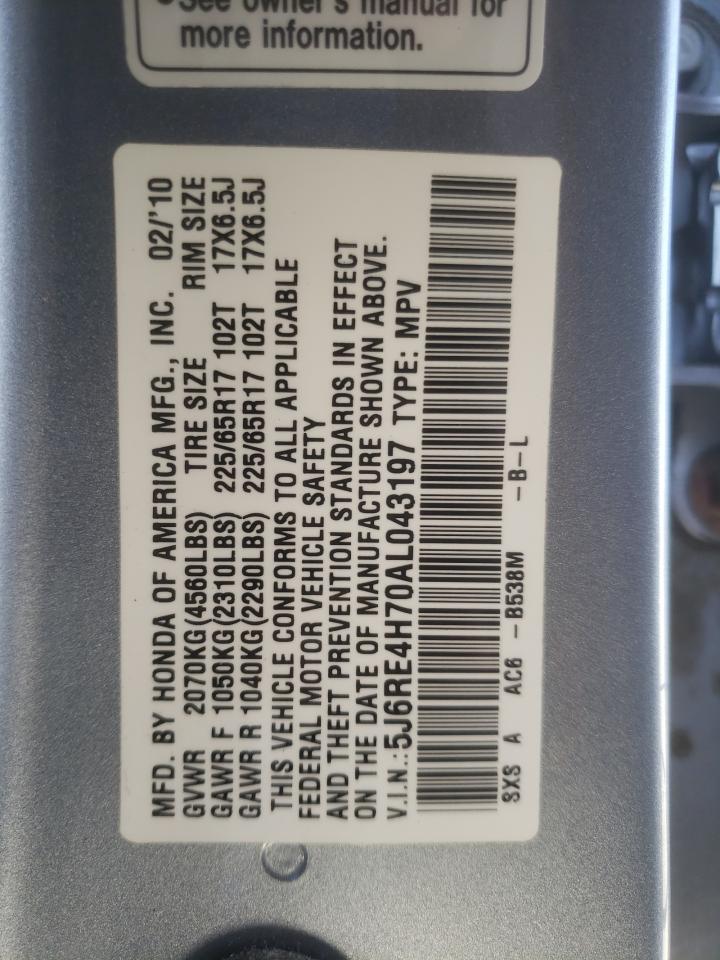 •See owner's manual for
more information.
MFD. BY HONDA OF AMERICA MFG., INC. 02/'10
GVWR 2070KG(4560LBS) TIRE SIZE RIM SIZE
GAWR F 1050KG(2310LBS) 225/65R17 102T 17X6.5J
GAWR R 1040KG(2290LBS) 225/65R17 102T 17X6.5J
THIS VEHICLE CONFORMS TO ALL APPLICABLE
FEDERAL MOTOR VEHICLE SAFETY
AND THEFT PREVENTION STANDARDS IN EFFECT
ON THE DATE OF MANUFACTURE SHOWN ABOVE.
V.I.N.:5J6RE4H70AL043197 TYPE: MPV
SXS A AC6 -B538M -B-L